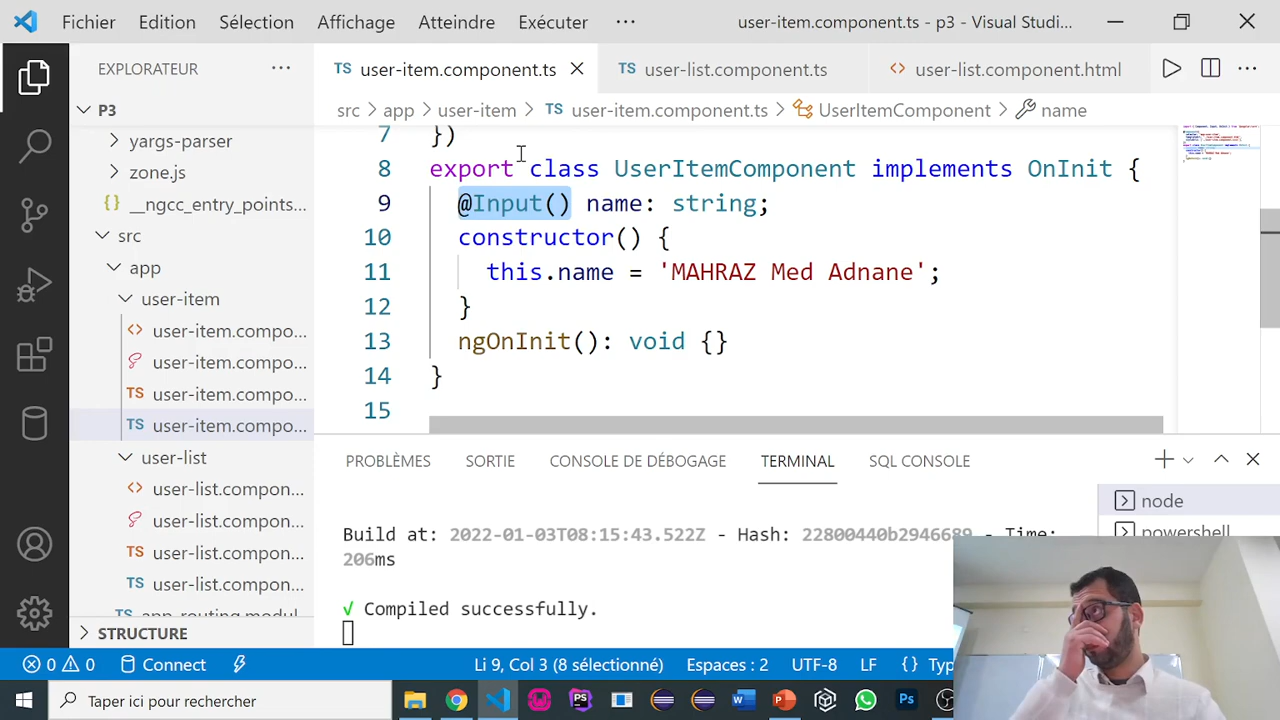 Fichier Edition Sélection Affichage Atteindre Exécuter ··· user-item.component.ts - p3 - Visual Studi...
EXPLORATEUR ···
TS user-item.component.ts
TS user-list.component.ts
<> user-list.component.html
P3
src > app > user-item > TS user-item.component.ts > UserItemComponent > name
yargs-parser
zone.js
{} __ngcc_entry_points...
src
app
user-item
<> user-item.compo...
user-item.compo...
TS user-item.compo...
TS user-item.compo...
user-list
<> user-list.compon...
user-list.compon...
TS user-list.compon...
TS user-list.compon...
STRUCTURE
7 })
8 export class UserItemComponent implements OnInit {
9 @Input() name: string;
10 constructor() {
11 this.name = 'MAHRAZ Med Adnane';
12 }
13 ngOnInit(): void {}
14 }
15
PROBLÈMES SORTIE CONSOLE DE DÉBOGAGE TERMINAL SQL CONSOLE
Build at: 2022-01-03T08:15:43.522Z - Hash: 22800440b2946689 - Time:
206ms
√ Compiled successfully.
node
powershell
0 0 Connect Li 9, Col 3 (8 sélectionné) Espaces : 2 UTF-8 LF {} Typ
Taper ici pour rechercher